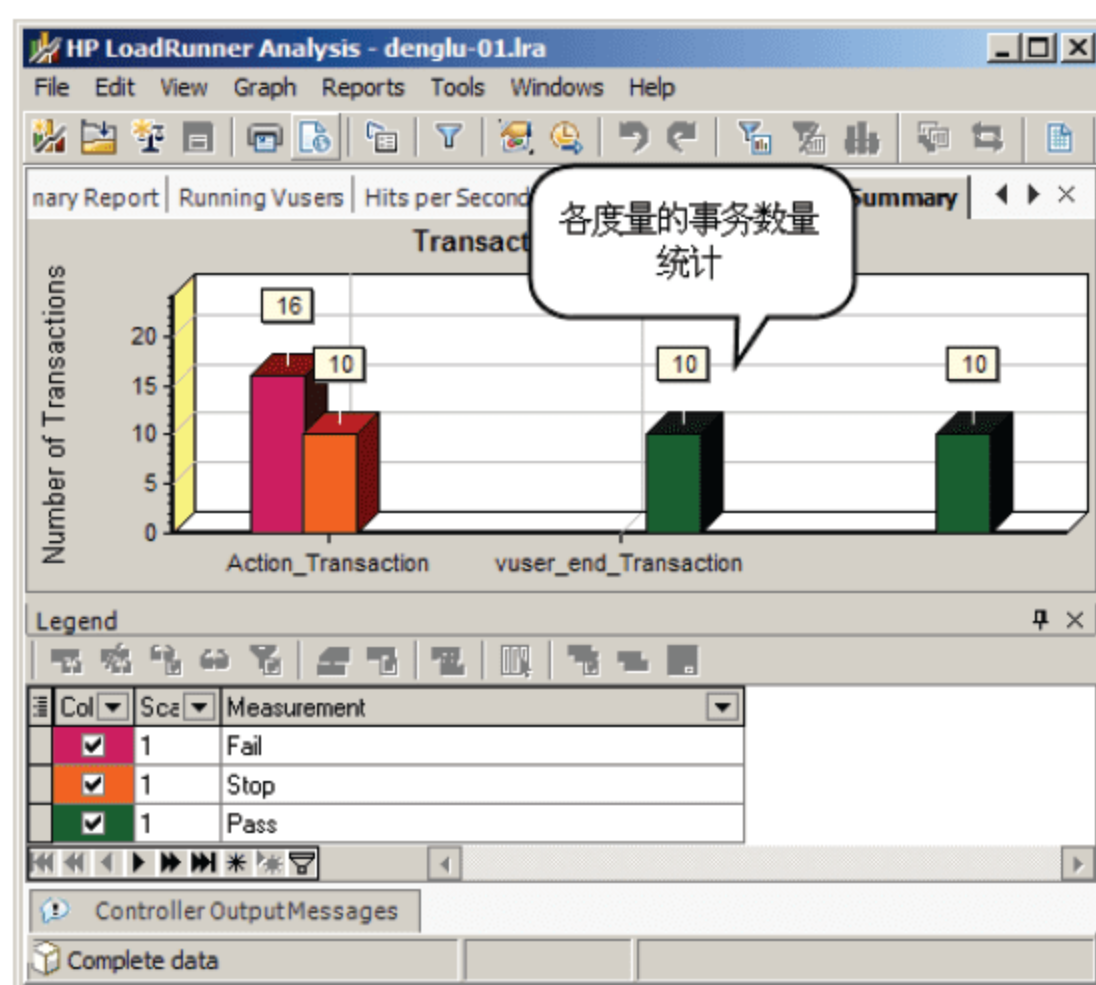 HP LoadRunner Analysis - denglu-01.lra
File Edit View Graph Reports Tools Windows Help
nary Report Running Vusers Hits per Second Summary
各度量的事务数量
统计
Transact
Number of Transactions
20
15
10
5
0
16
10
10
10
Action_Transaction vuser_end_Transaction
Legend
Col Sca Measurement
1 Fail
1 Stop
1 Pass
Controller Output Messages
Complete data